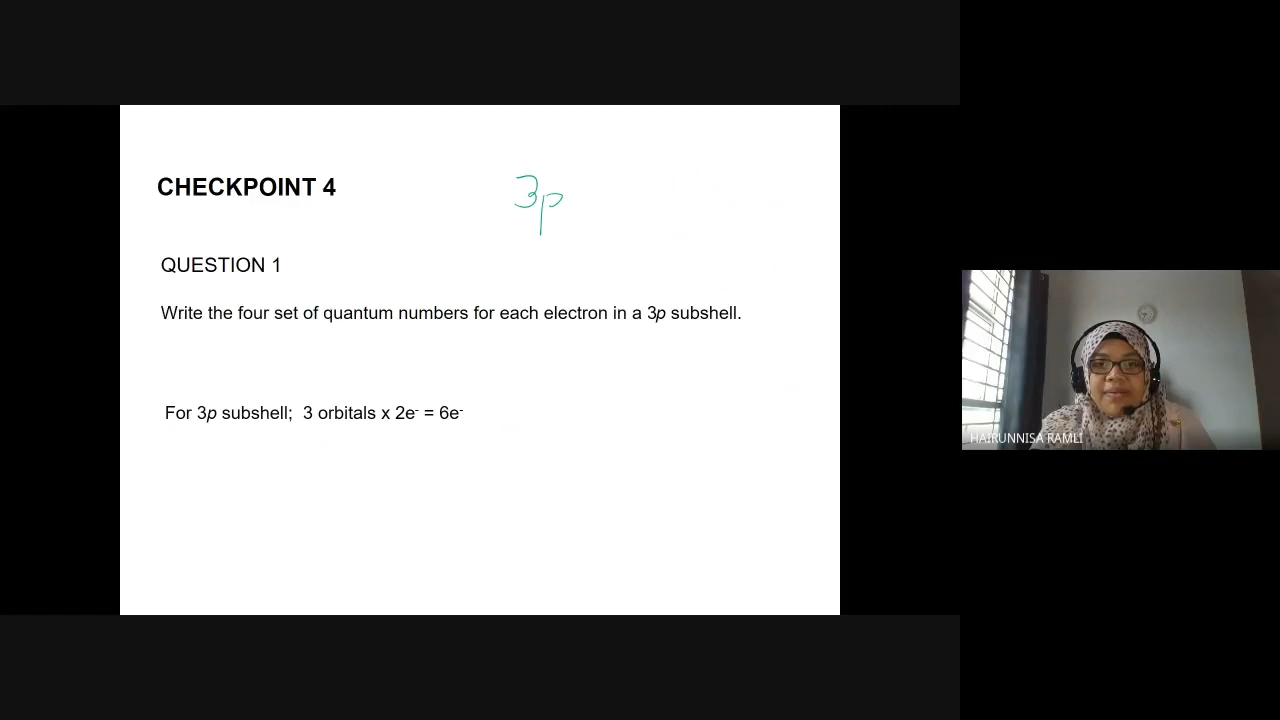 CHECKPOINT 4
3p
QUESTION 1
Write the four set of quantum numbers for each electron in a 3p subshell.
For 3p subshell; 3 orbitals x 2e⁻ = 6e⁻
HAIRUNNISA RAMLI